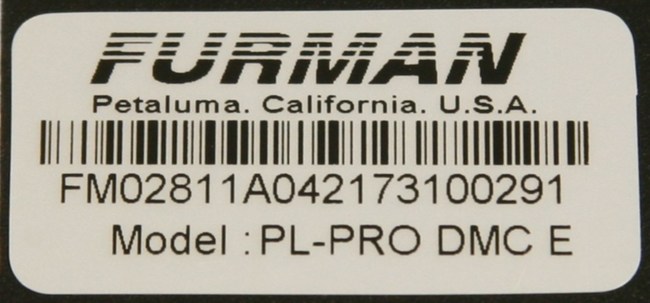 FURMAN
Petaluma. California. U.S.A.
FM02811A042173100291
Model : PL-PRO DMC E